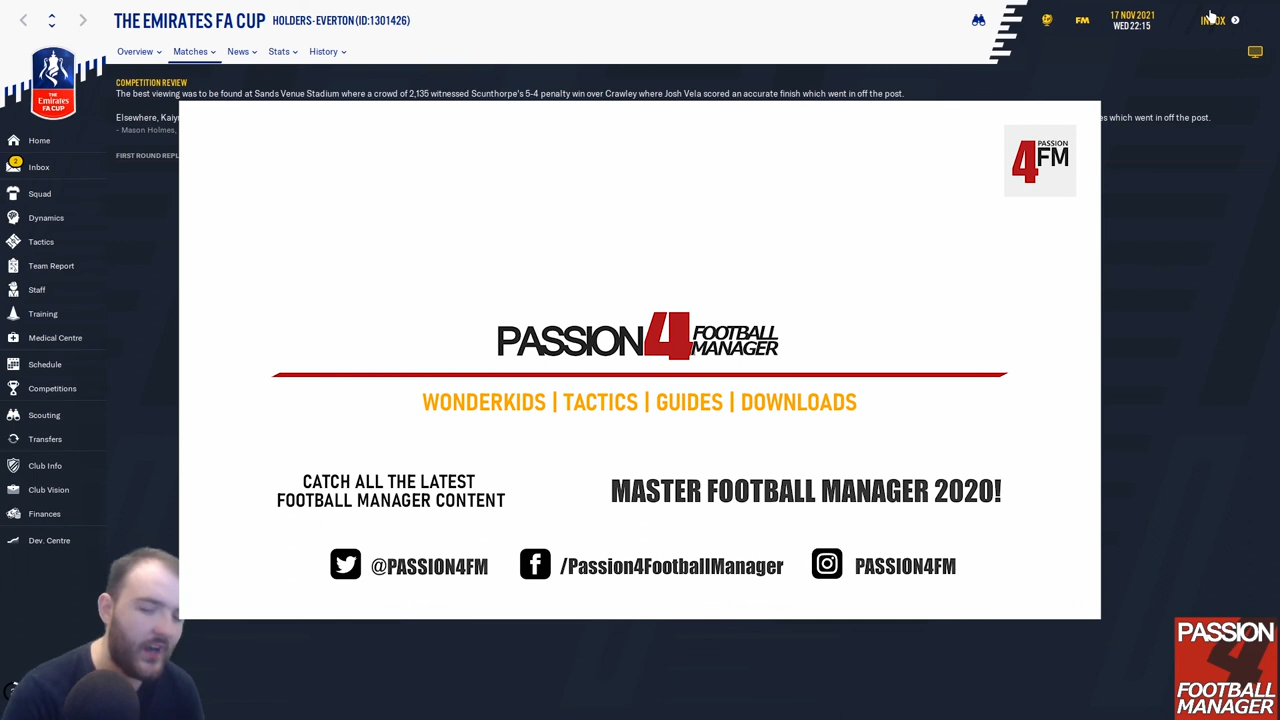 THE EMIRATES FA CUP
HOLDERS: EVERTON (ID:1301426)
FM
17 NOV 2021
WED 22:15
Overview
Matches
News
Stats
History
The Emirates
FA CUP
COMPETITION REVIEW
The best viewing was to be found at Sands Venue Stadium where a crowd of 2,135 witnessed Scunthorpe's 5-4 penalty win over Crawley where Josh Vela scored an accurate finish which went in off the post.
Elsewhere,
es which went in off the post.
- Mason Holmes,
FIRST ROUND REPL
Home
2
Inbox
Squad
Dynamics
Tactics
Team Report
Staff
Training
Medical Centre
Schedule
Competitions
Scouting
Transfers
Club Info
Club Vision
Finances
Dev. Centre
4 PASSION
FM
PASSION 4 FOOTBALL
MANAGER
WONDERKIDS | TACTICS | GUIDES | DOWNLOADS
CATCH ALL THE LATEST
FOOTBALL MANAGER CONTENT
MASTER FOOTBALL MANAGER 2020!
@PASSION4FM
/Passion4FootballManager
PASSION4FM
PASSION
4
FOOTBALL
MANAGER